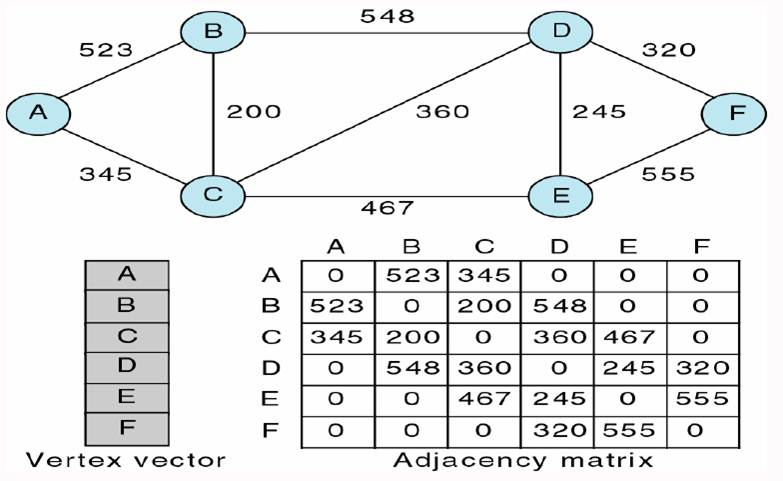 548
B D
523 320
A 200 360 245 F
345 555
C E
467
A B C D E F
A A 0 523 345 0 0 0
B B 523 0 200 548 0 0
C C 345 200 0 360 467 0
D D 0 548 360 0 245 320
E E 0 0 467 245 0 555
F F 0 0 0 320 555 0
Vertex vector Adjacency matrix